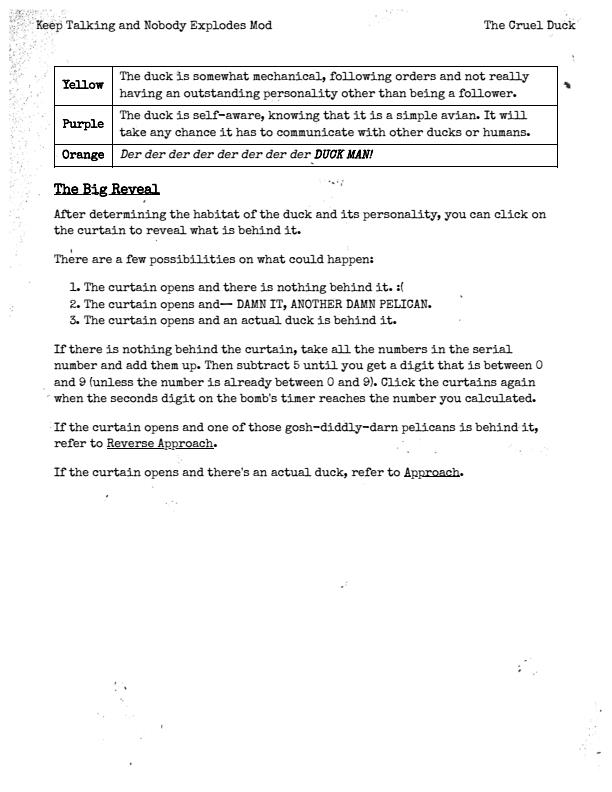 Keep Talking and Nobody Explodes Mod The Cruel Duck
Yellow The duck is somewhat mechanical, following orders and not really
having an outstanding personality other than being a follower.
Purple The duck is self-aware, knowing that it is a simple avian. It will
take any chance it has to communicate with other ducks or humans.
Orange Der der der der der der der der DUCK MAN!
The Big Reveal
After determining the habitat of the duck and its personality, you can click on
the curtain to reveal what is behind it.
There are a few possibilities on what could happen:
1. The curtain opens and there is nothing behind it. :(
2. The curtain opens and— DAMN IT, ANOTHER DAMN PELICAN.
3. The curtain opens and an actual duck is behind it.
If there is nothing behind the curtain, take all the numbers in the serial
number and add them up. Then subtract 5 until you get a digit that is between 0
and 9 (unless the number is already between 0 and 9). Click the curtains again
when the seconds digit on the bomb's timer reaches the number you calculated.
If the curtain opens and one of those gosh-diddly-darn pelicans is behind it,
refer to Reverse Approach.
If the curtain opens and there's an actual duck, refer to Approach.